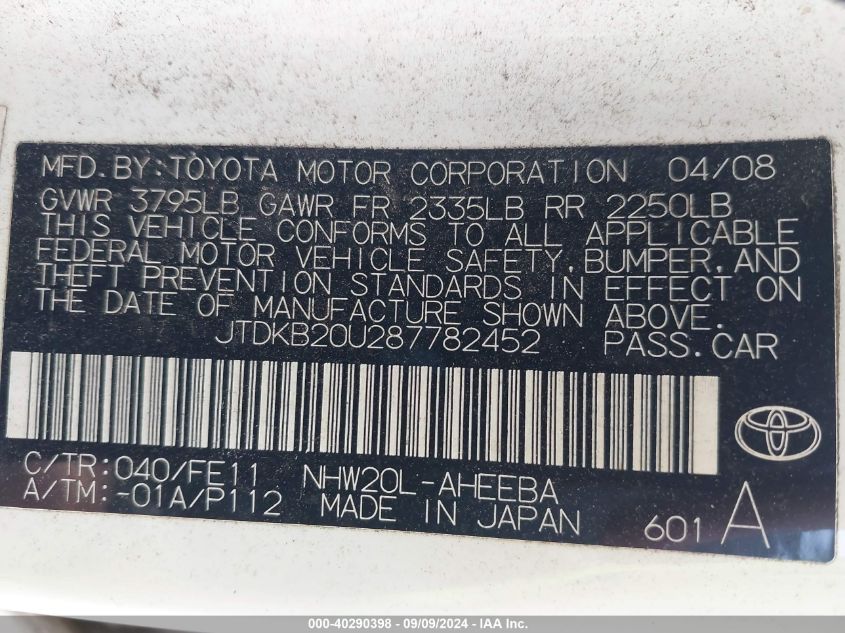 MFD.BY:TOYOTA MOTOR CORPORATION 04/08
GVWR 3795LB GAWR FR 2335LB RR 2250LB
THIS VEHICLE CONFORMS TO ALL APPLICABLE
FEDERAL MOTOR VEHICLE SAFETY,BUMPER,AND
THEFT PREVENTION STANDARDS IN EFFECT ON
THE DATE OF MANUFACTURE SHOWN ABOVE.
JTDKB20U287782452 PASS.CAR
C/TR:040/FE11 NHW20L-AHEEBA
A/TM:-01A/P112 MADE IN JAPAN 601 A
000-40290398 - 09/09/2024 - IAA Inc.